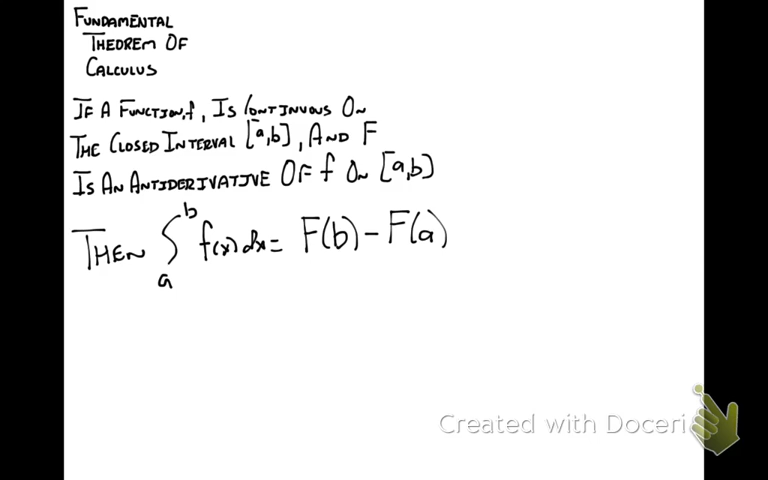 FUNDAMENTAL
THEOREM OF
CALCULUS
IF A FUNCTION, f, IS CONTINUOUS ON
THE CLOSED INTERVAL [a,b], AND F
IS AN ANTIDERIVATIVE OF f ON [a,b]
THEN ∫_a^b f(x)dx = F(b) - F(a)
Created with Doceri